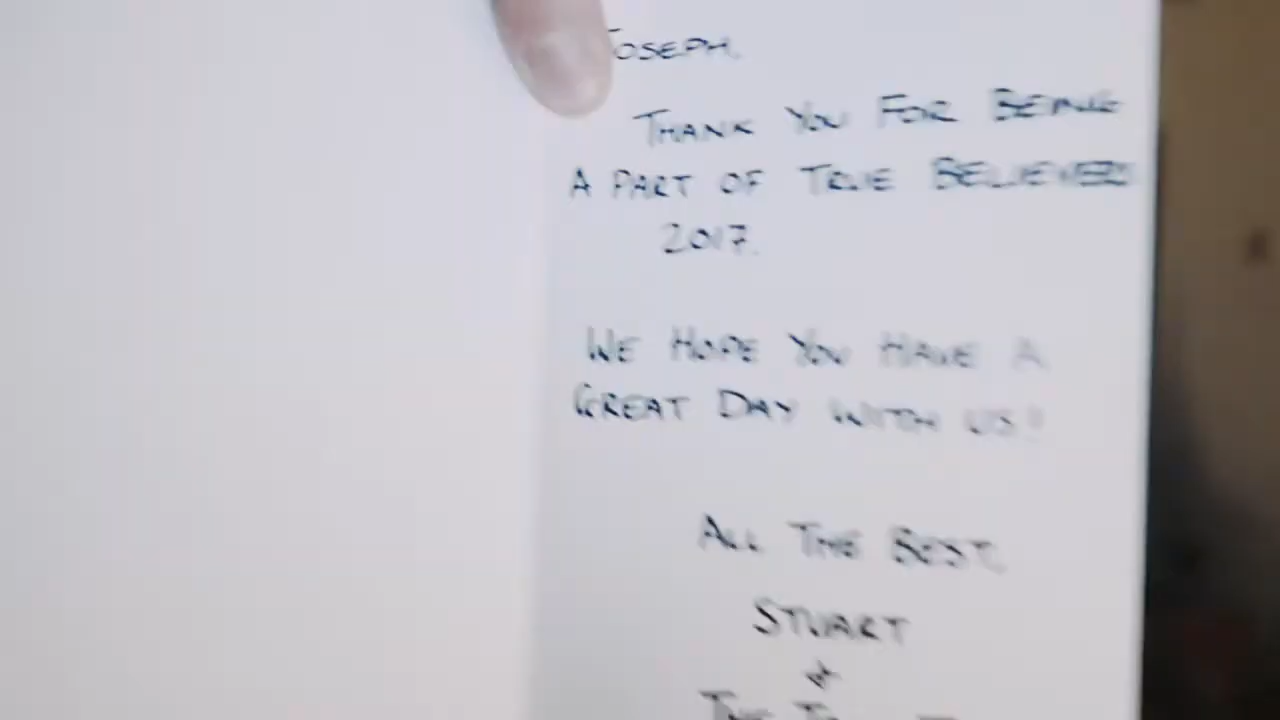 JOSEPH.
THANK YOU FOR BEING
A PART OF TRUE BELIEVERS
2017.
WE HOPE YOU HAVE A
GREAT DAY WITH US!
ALL THE BEST.
STUART
+
THE